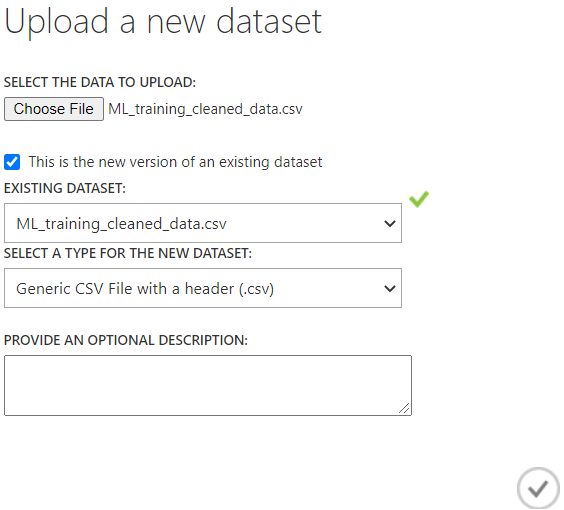 Upload a new dataset
SELECT THE DATA TO UPLOAD:
Choose File ML_training_cleaned_data.csv
This is the new version of an existing dataset
EXISTING DATASET:
ML_training_cleaned_data.csv
SELECT A TYPE FOR THE NEW DATASET:
Generic CSV File with a header (.csv)
PROVIDE AN OPTIONAL DESCRIPTION: